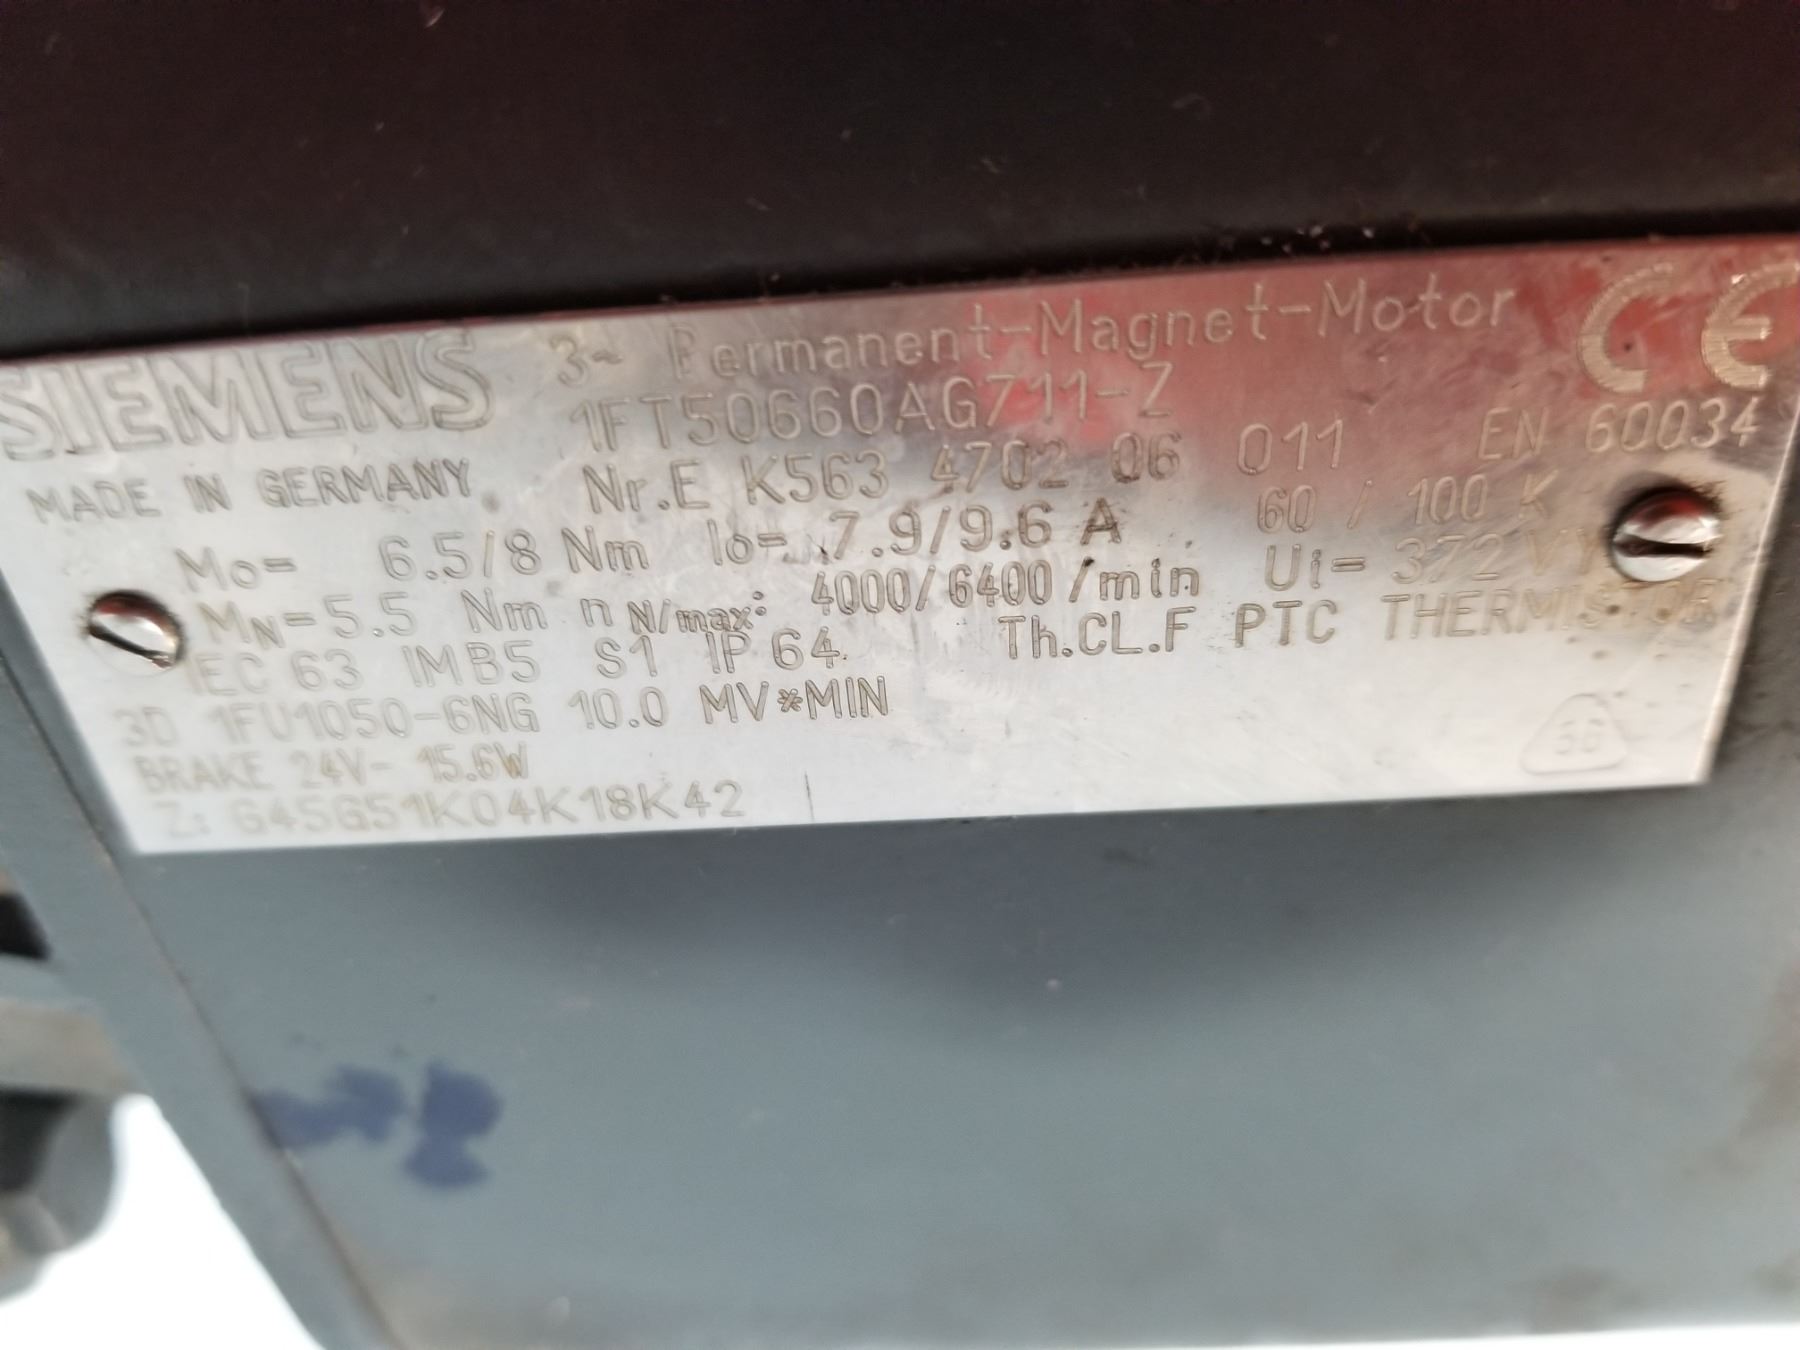 SIEMENS 3~ Permanent-Magnet-Motor CE
1FT50660AG711-Z
MADE IN GERMANY Nr.E K563 4702 06 011 EN 60034
Mo= 6.5/8 Nm Io= 7.9/9.6 A 60 / 100 K
MN=5.5 Nm n N/max: 4000/6400/min Ui= 372 VY
IEC 63 IMB5 S1 IP 64 Th.CL.F PTC THERMISTOR
3D 1FU1050-6NG 10.0 MV*MIN
BRAKE 24V- 15.6W
Z: G45G51K04K18K42